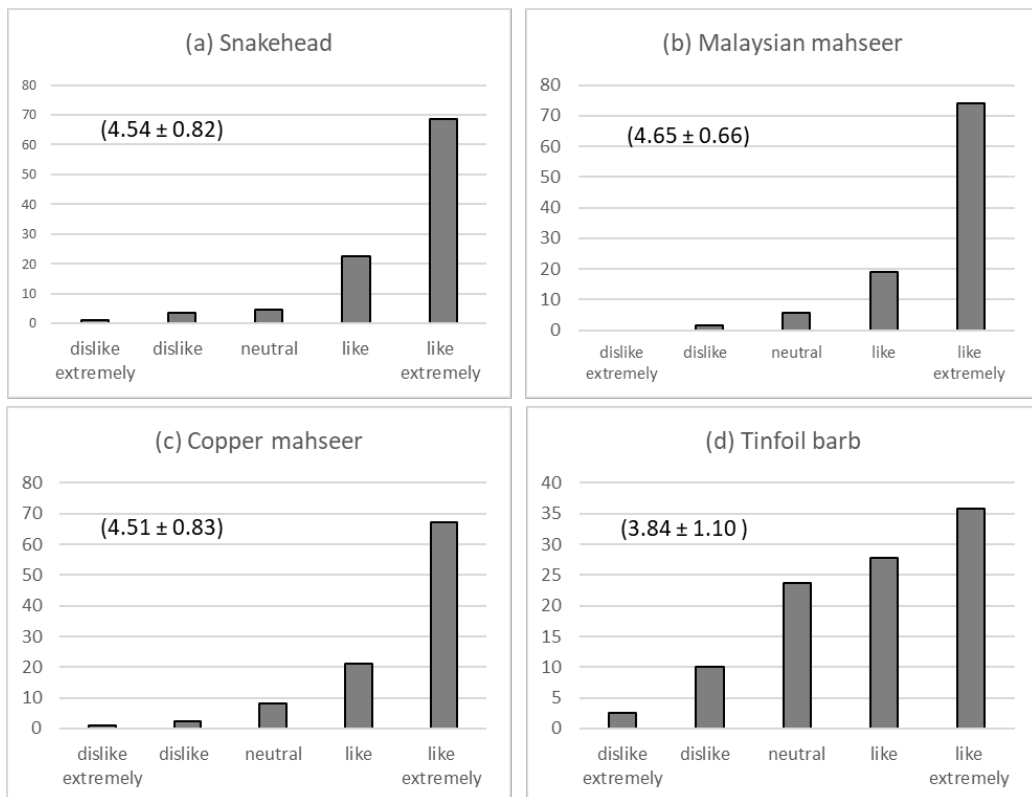 (a) Snakehead
80
(4.54 ± 0.82)
70
60
50
40
30
20
10
0
dislike extremely
dislike
neutral
like
like extremely
(b) Malaysian mahseer
80
70
(4.65 ± 0.66)
60
50
40
30
20
10
0
dislike extremely
dislike
neutral
like
like extremely
(c) Copper mahseer
80
70
(4.51 ± 0.83)
60
50
40
30
20
10
0
dislike extremely
dislike
neutral
like
like extremely
(d) Tinfoil barb
40
35
(3.84 ± 1.10 )
30
25
20
15
10
5
0
dislike extremely
dislike
neutral
like
like extremely